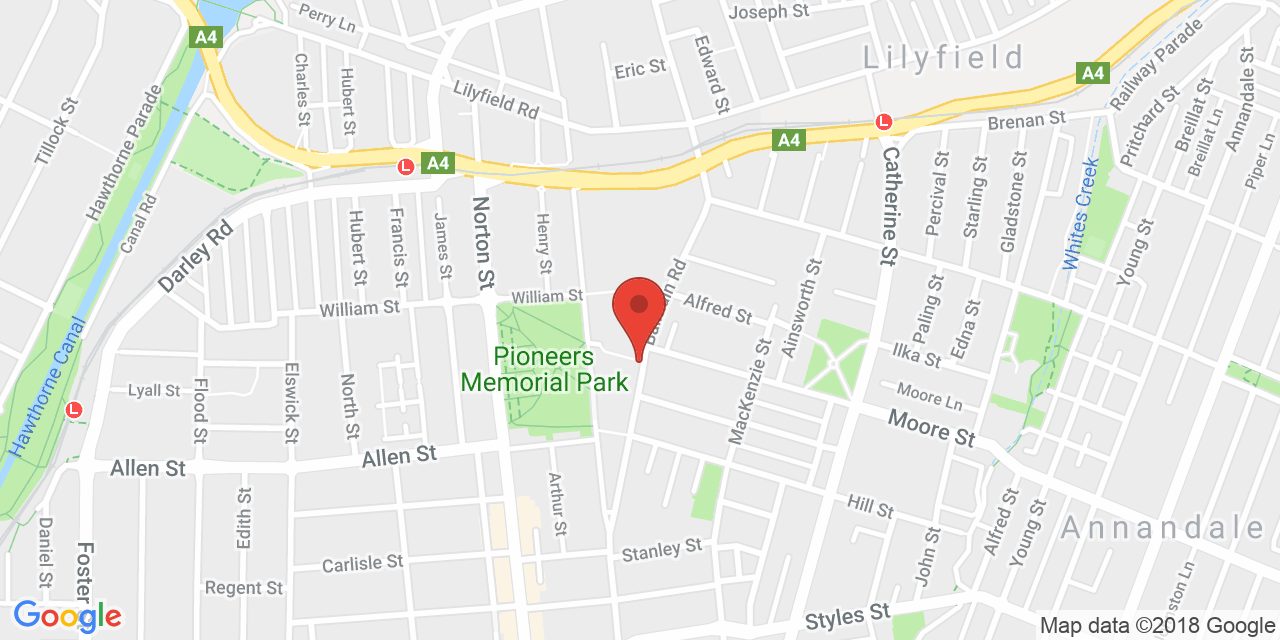 Perry Ln
Joseph St
A4
Edward St
Eric St
Lilyfield
A4
Railway Parade
Annandale St
Charles St
Hubert St
Lilyfield Rd
Tillock St
Hawthorne Parade
Brenan St
Pritchard St
Breillat St
Breillat Ln
A4
A4
L
L
Piper Ln
Canal Rd
Darley Rd
Hubert St
Francis St
James St
Norton St
Henry St
Catherine St
Percival St
Starling St
Gladstone St
Whites Creek
Young St
William St
William St
Alfred St
Ainsworth St
Paling St
Edna St
Hawthorne Canal
Pioneers
Memorial Park
MacKenzie St
Ilka St
Lyall St
Flood St
Elswick St
North St
Moore Ln
L
Moore St
Allen St
Allen St
Arthur St
Edith St
Hill St
Alfred St
Young St
Annandale
Daniel St
Foster
Carlisle St
Stanley St
John St
Regent St
Styles St
Google
Map data ©2018 Google